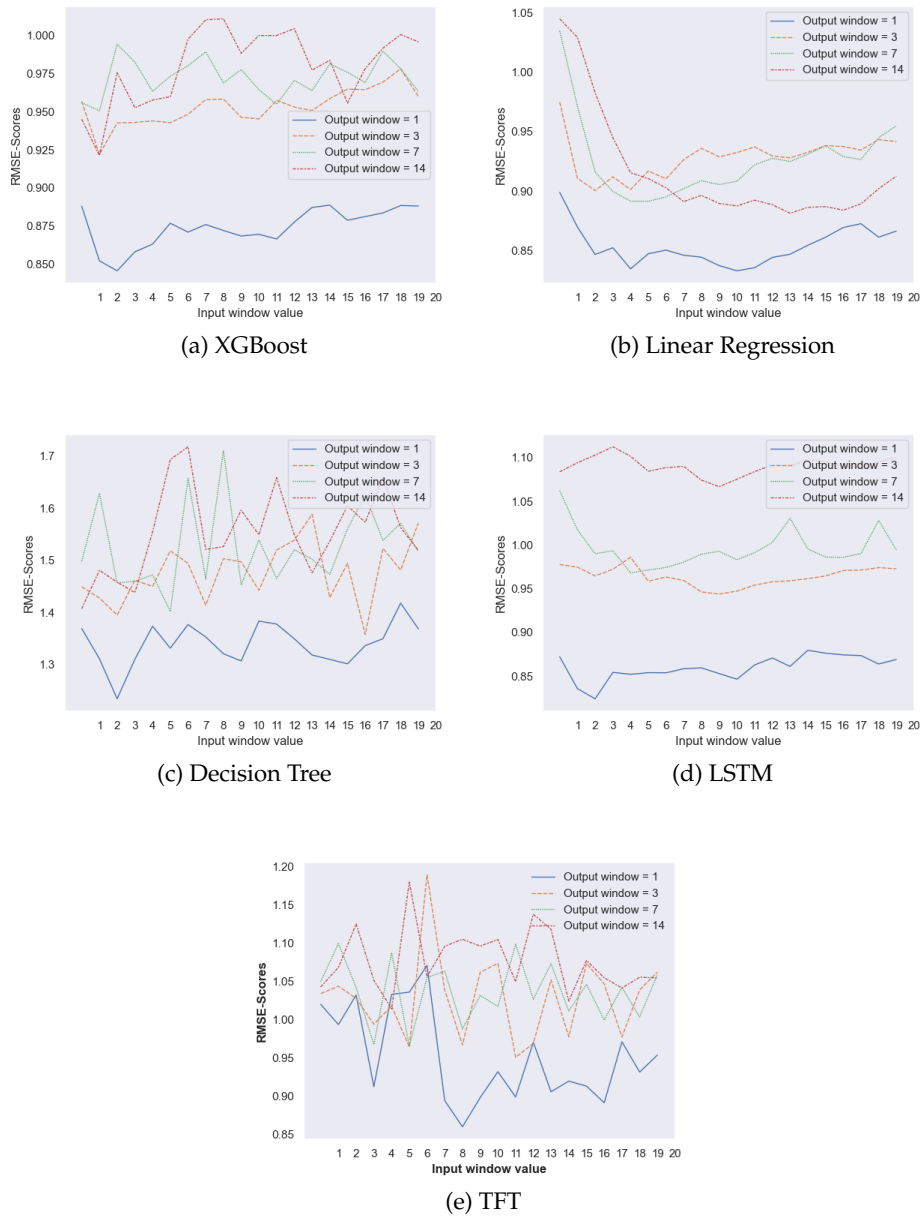 1.000
0.975
0.950
0.925
0.900
0.875
0.850
RMSE-Scores
Output window = 1
Output window = 3
Output window = 7
Output window = 14
1 2 3 4 5 6 7 8 9 10 11 12 13 14 15 16 17 18 19 20
Input window value
(a) XGBoost
1.05
1.00
0.95
0.90
0.85
RMSE-Scores
Output window = 1
Output window = 3
Output window = 7
Output window = 14
1 2 3 4 5 6 7 8 9 10 11 12 13 14 15 16 17 18 19 20
Input window value
(b) Linear Regression
1.7
1.6
1.5
1.4
1.3
RMSE-Scores
Output window = 1
Output window = 3
Output window = 7
Output window = 14
1 2 3 4 5 6 7 8 9 10 11 12 13 14 15 16 17 18 19 20
Input window value
(c) Decision Tree
1.10
1.05
1.00
0.95
0.90
0.85
RMSE-Scores
Output window = 1
Output window = 3
Output window = 7
Output window = 14
1 2 3 4 5 6 7 8 9 10 11 12 13 14 15 16 17 18 19 20
Input window value
(d) LSTM
1.20
1.15
1.10
1.05
1.00
0.95
0.90
0.85
RMSE-Scores
Output window = 1
Output window = 3
Output window = 7
Output window = 14
1 2 3 4 5 6 7 8 9 10 11 12 13 14 15 16 17 18 19 20
Input window value
(e) TFT